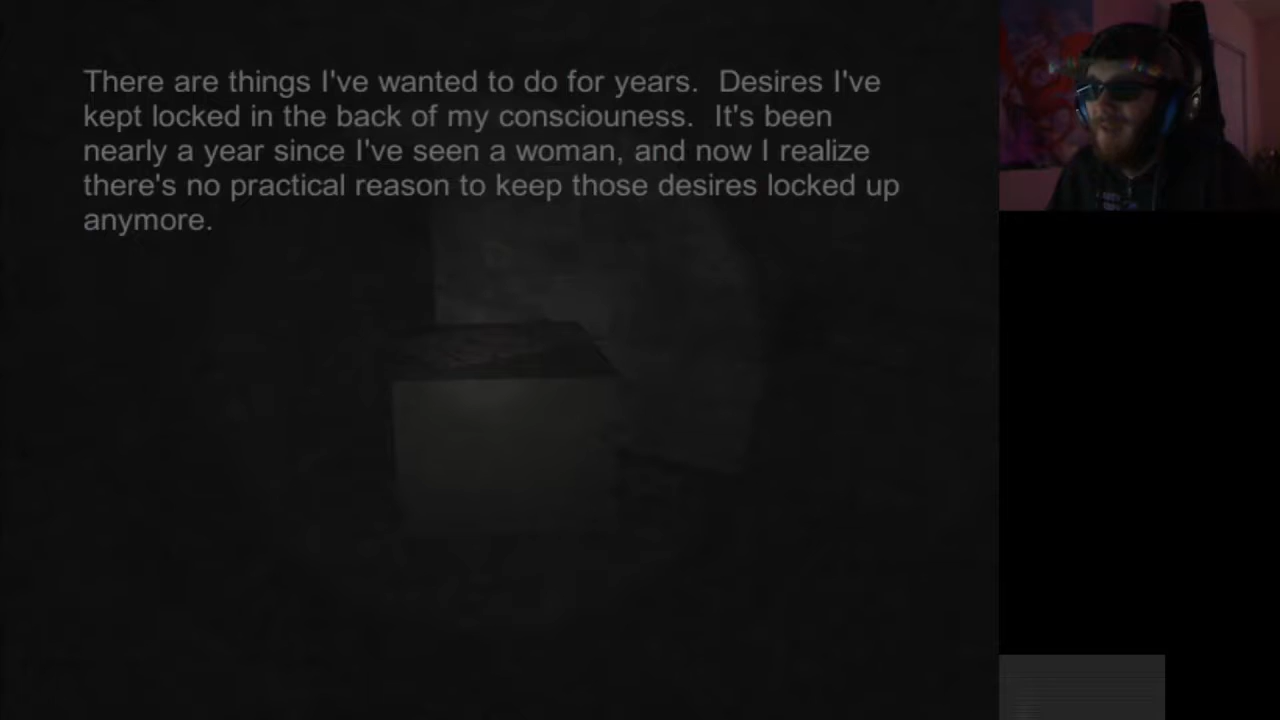 There are things I've wanted to do for years.  Desires I've
kept locked in the back of my consciouness.  It's been
nearly a year since I've seen a woman, and now I realize
there's no practical reason to keep those desires locked up
anymore.